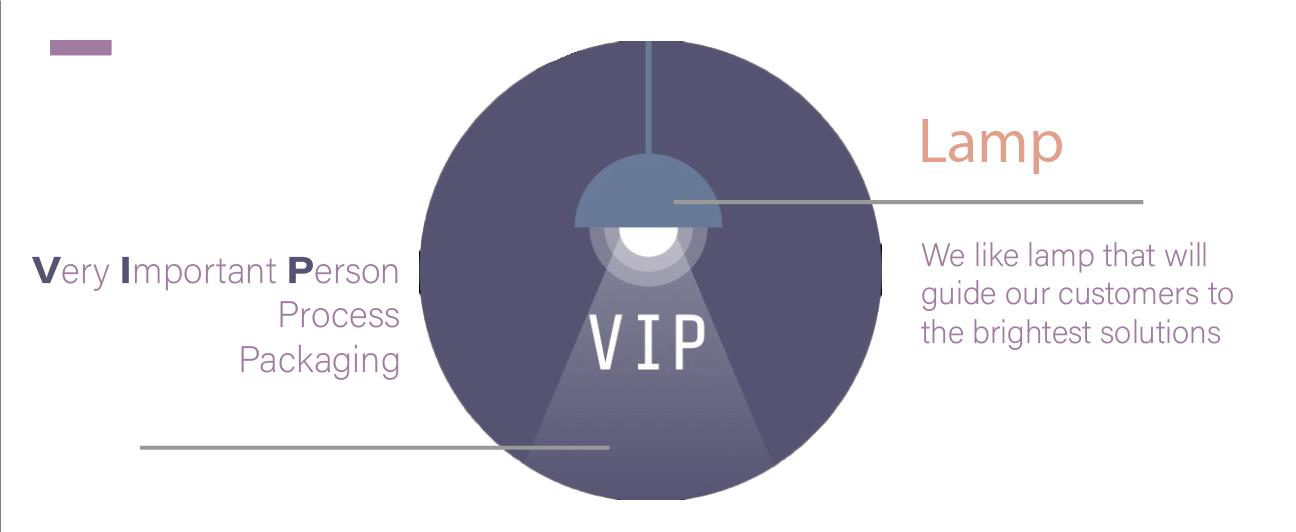 Very Important Person
Process
Packaging
VIP
Lamp
We like lamp that will
guide our customers to
the brightest solutions